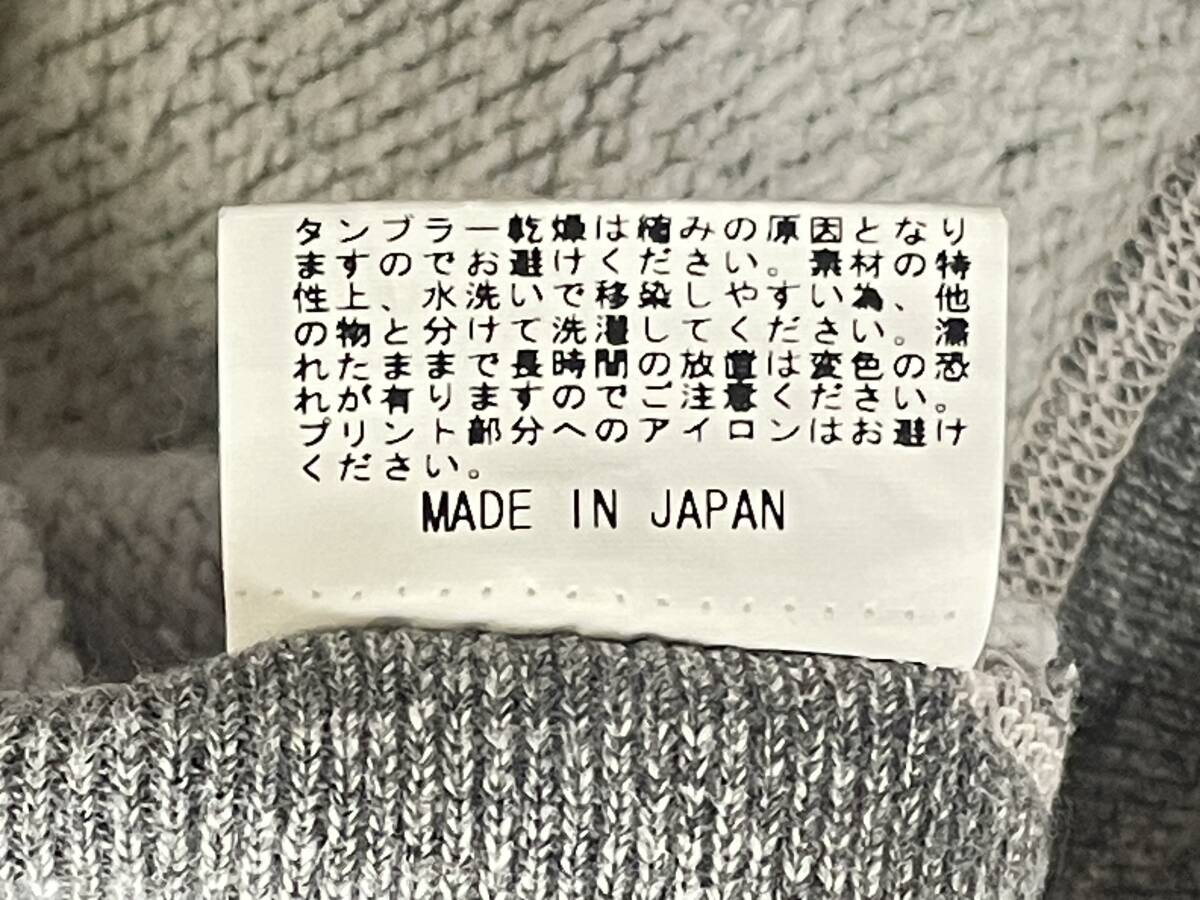 タンブラー乾燥は縮みの原因となり
ますのでお避けください。素材の特
性上、水洗いで移染しやすい為、他
の物と分けて洗濯してください。濡
れたままで長時間の放置は変色の恐
れが有りますのでご注意ください。
プリント部分へのアイロンはお避け
ください。
MADE IN JAPAN